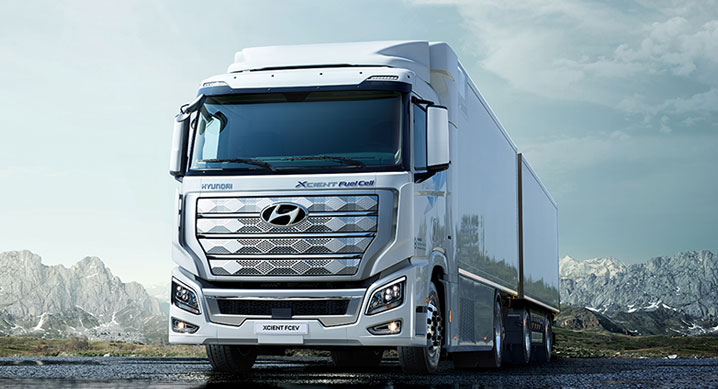 HYUNDAI
XCIENT Fuel Cell
XCIENT FCEV